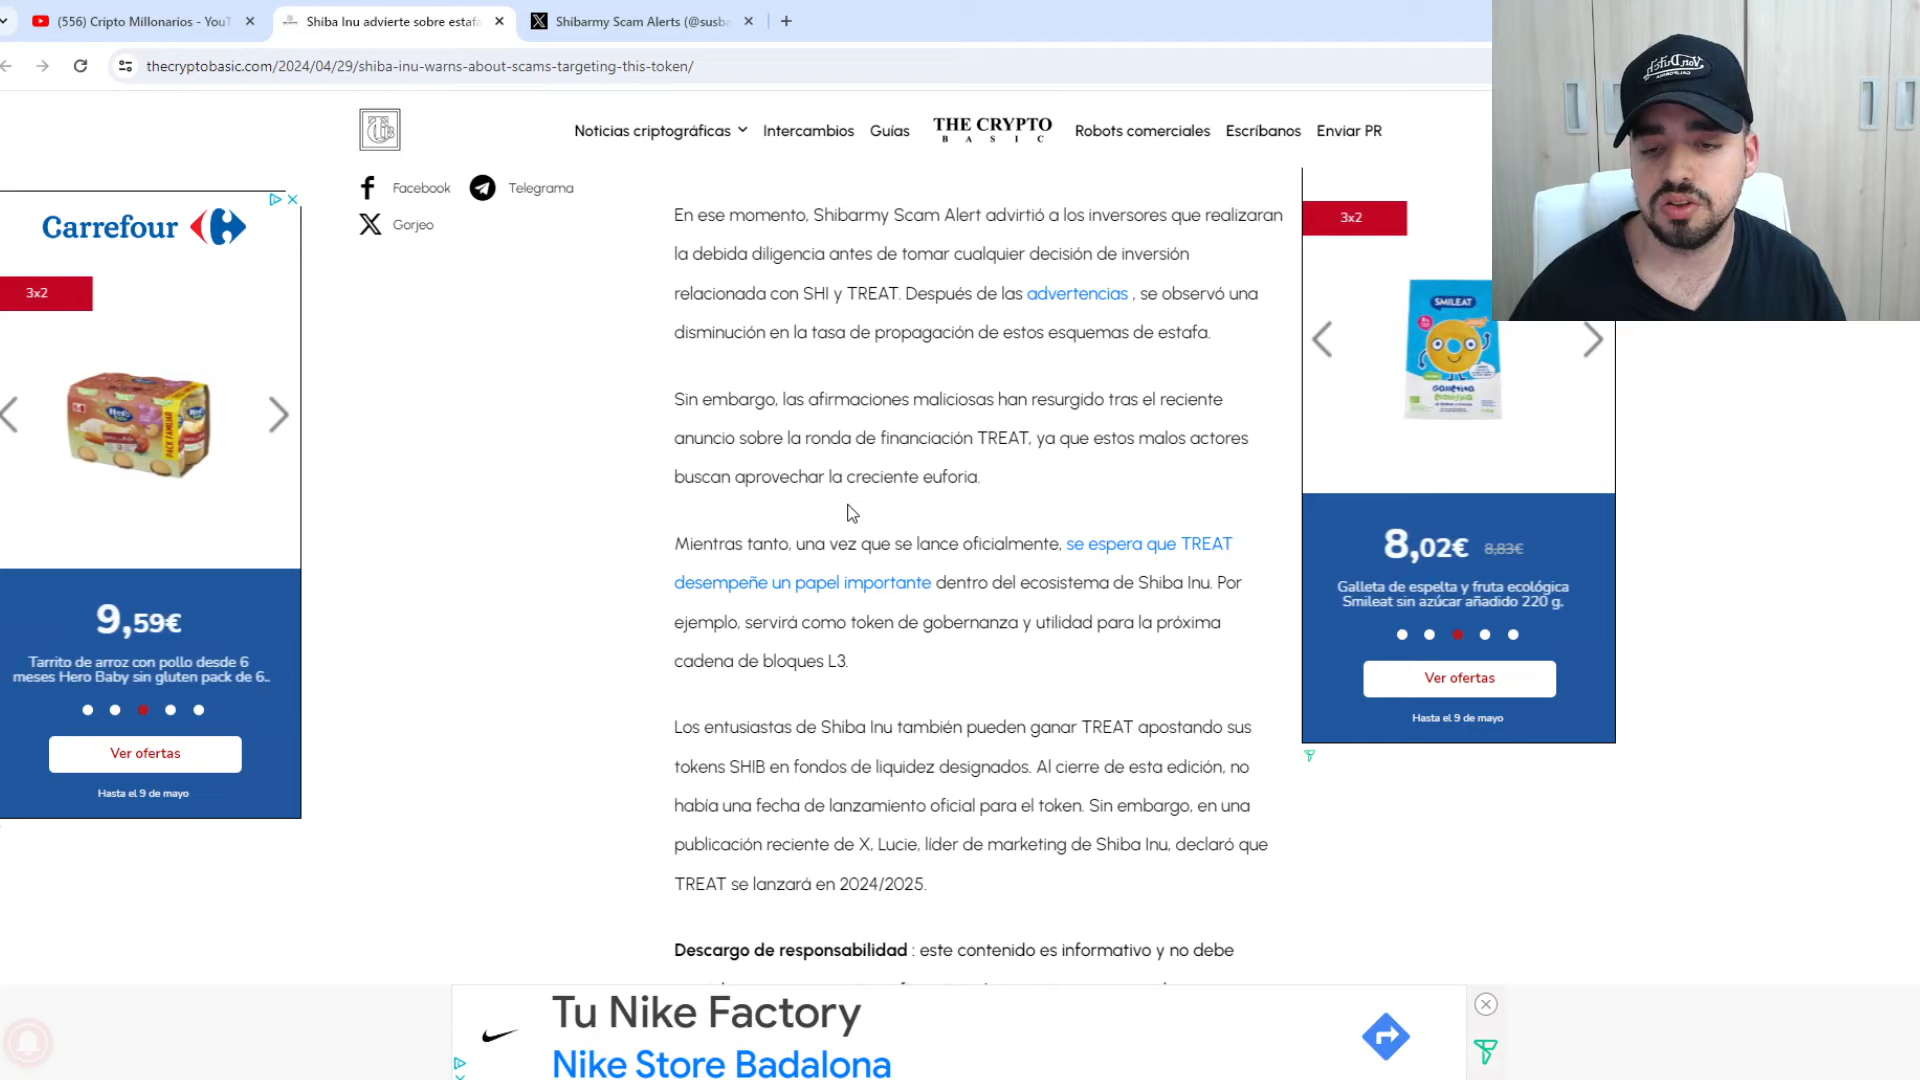 (556) Cripto Millonarios - YouT
Shiba Inu advierte sobre estafa
Shibarmy Scam Alerts (@susba
thecryptobasic.com/2024/04/29/shiba-inu-warns-about-scams-targeting-this-token/
Noticias criptográficas
Intercambios
Guías
THE CRYPTO
BASIC
Robots comerciales
Escríbanos
Enviar PR
Facebook
Telegrama
Gorjeo
En ese momento, Shibarmy Scam Alert advirtió a los inversores que realizaran
la debida diligencia antes de tomar cualquier decisión de inversión
relacionada con SHI y TREAT. Después de las advertencias , se observó una
disminución en la tasa de propagación de estos esquemas de estafa.
Sin embargo, las afirmaciones maliciosas han resurgido tras el reciente
anuncio sobre la ronda de financiación TREAT, ya que estos malos actores
buscan aprovechar la creciente euforia.
Mientras tanto, una vez que se lance oficialmente, se espera que TREAT
desempeñe un papel importante dentro del ecosistema de Shiba Inu. Por
ejemplo, servirá como token de gobernanza y utilidad para la próxima
cadena de bloques L3.
Los entusiastas de Shiba Inu también pueden ganar TREAT apostando sus
tokens SHIB en fondos de liquidez designados. Al cierre de esta edición, no
había una fecha de lanzamiento oficial para el token. Sin embargo, en una
publicación reciente de X, Lucie, líder de marketing de Shiba Inu, declaró que
TREAT se lanzará en 2024/2025.
Descargo de responsabilidad : este contenido es informativo y no debe
Carrefour
3x2
9,59€
Tarrito de arroz con pollo desde 6
meses Hero Baby sin gluten pack de 6..
Ver ofertas
Hasta el 9 de mayo
3x2
SMILEAT
8,02€ 8,83€
Galleta de espelta y fruta ecológica
Smileat sin azúcar añadido 220 g.
Ver ofertas
Hasta el 9 de mayo
Tu Nike Factory
Nike Store Badalona
Von Dutch